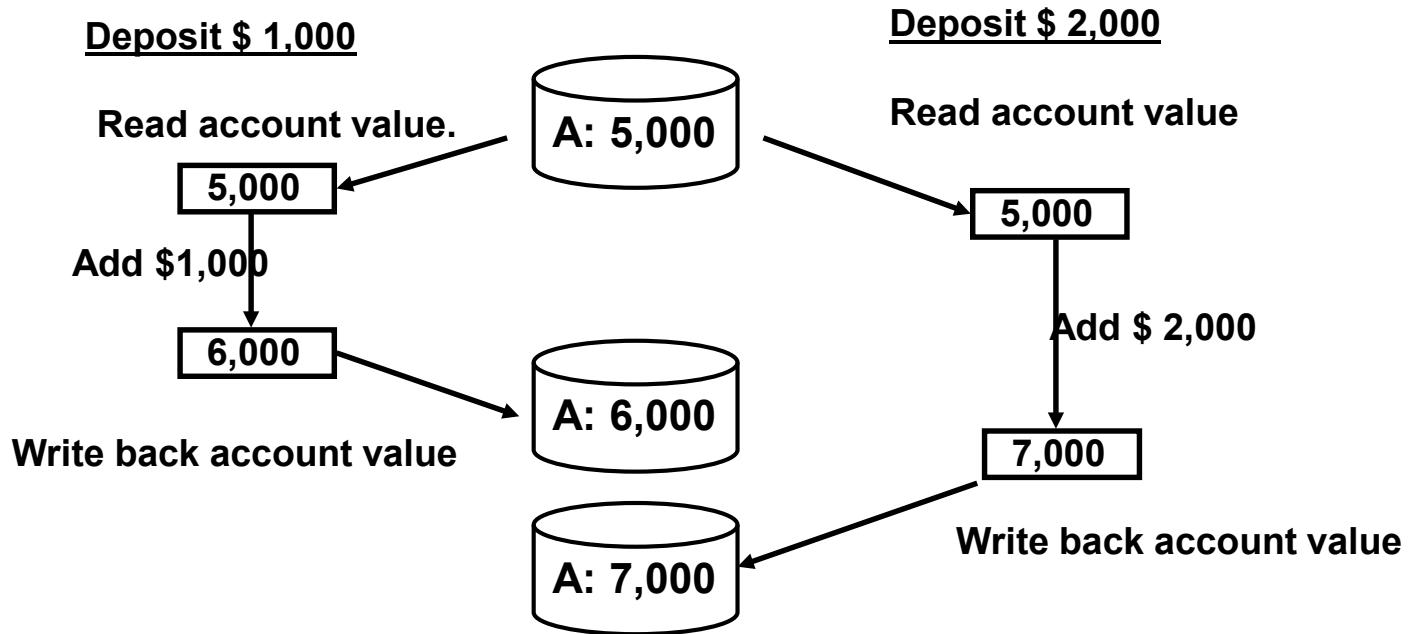 Deposit $ 1,000
Deposit $ 2,000
Read account value.
A: 5,000
Read account value
5,000
5,000
Add $1,000
Add $ 2,000
6,000
A: 6,000
Write back account value
7,000
Write back account value
A: 7,000